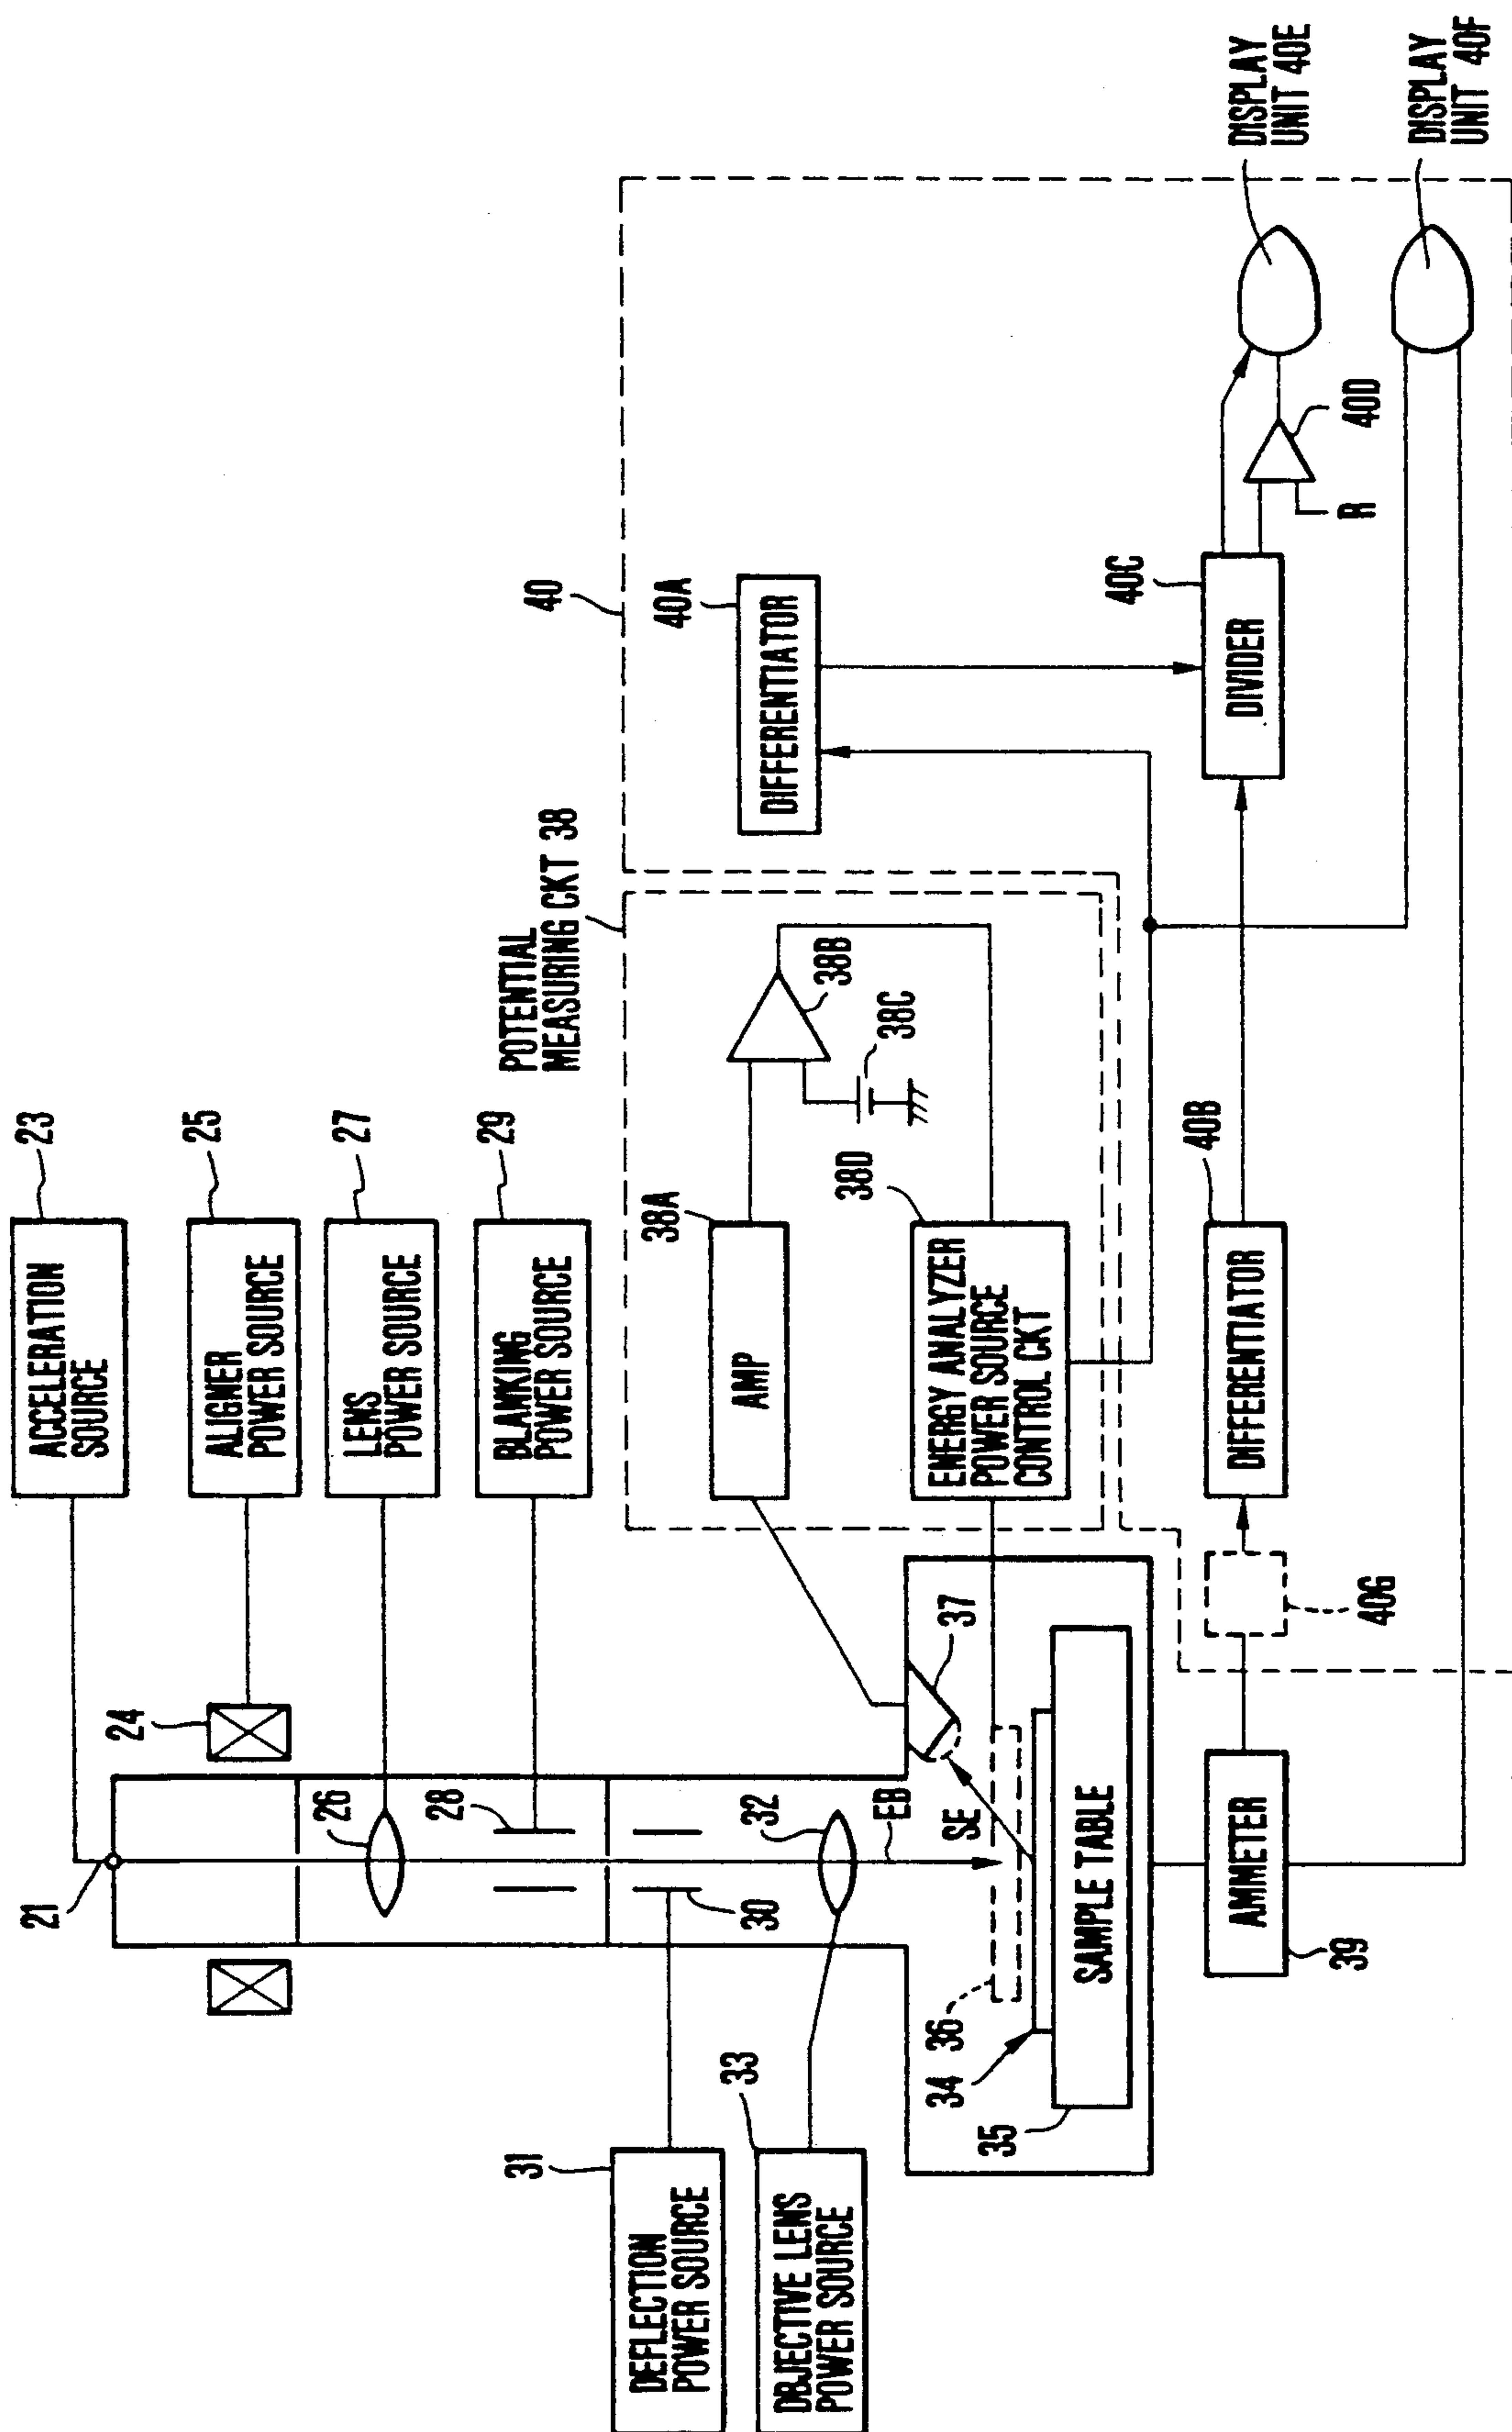 21
ACCELERATION
SOURCE
23
24
ALIGNER
POWER SOURCE
25
26
LENS
POWER SOURCE
27
28
BLANKING
POWER SOURCE
29
DEFLECTION
POWER SOURCE
31
30
DBJECTIVE LENS
POWER SOURCE
33
32
EB
SE
37
36
34
35
SAMPLE TABLE
POTENTIAL
MEASURING CKT 38
AMP
38A
38B
38C
ENERGY ANALYZER
POWER SOURCE
CONTROL CKT
38D
40
DIFFERENTIATOR
40A
AMMETER
39
40G
DIFFERENTIATOR
40B
DIVIDER
40C
R
40D
DISPLAY
UNIT 40E
DISPLAY
UNIT 40F